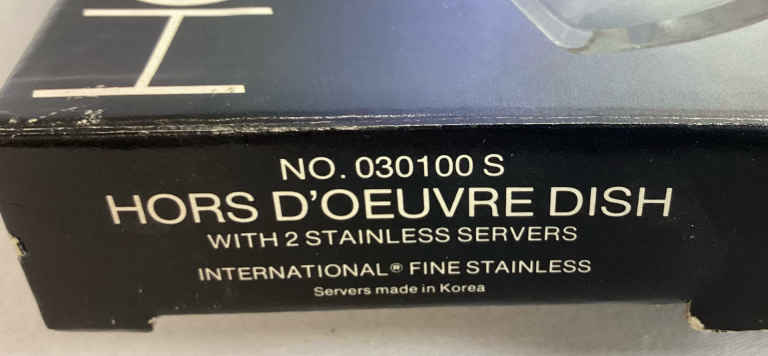 NO. 030100 S
HORS D'OEUVRE DISH
WITH 2 STAINLESS SERVERS
INTERNATIONAL® FINE STAINLESS
Servers made in Korea